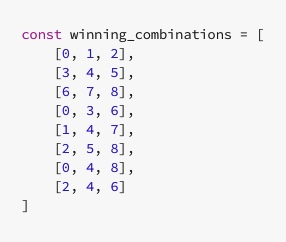 const winning_combinations = [
    [0, 1, 2],
    [3, 4, 5],
    [6, 7, 8],
    [0, 3, 6],
    [1, 4, 7],
    [2, 5, 8],
    [0, 4, 8],
    [2, 4, 6]
]